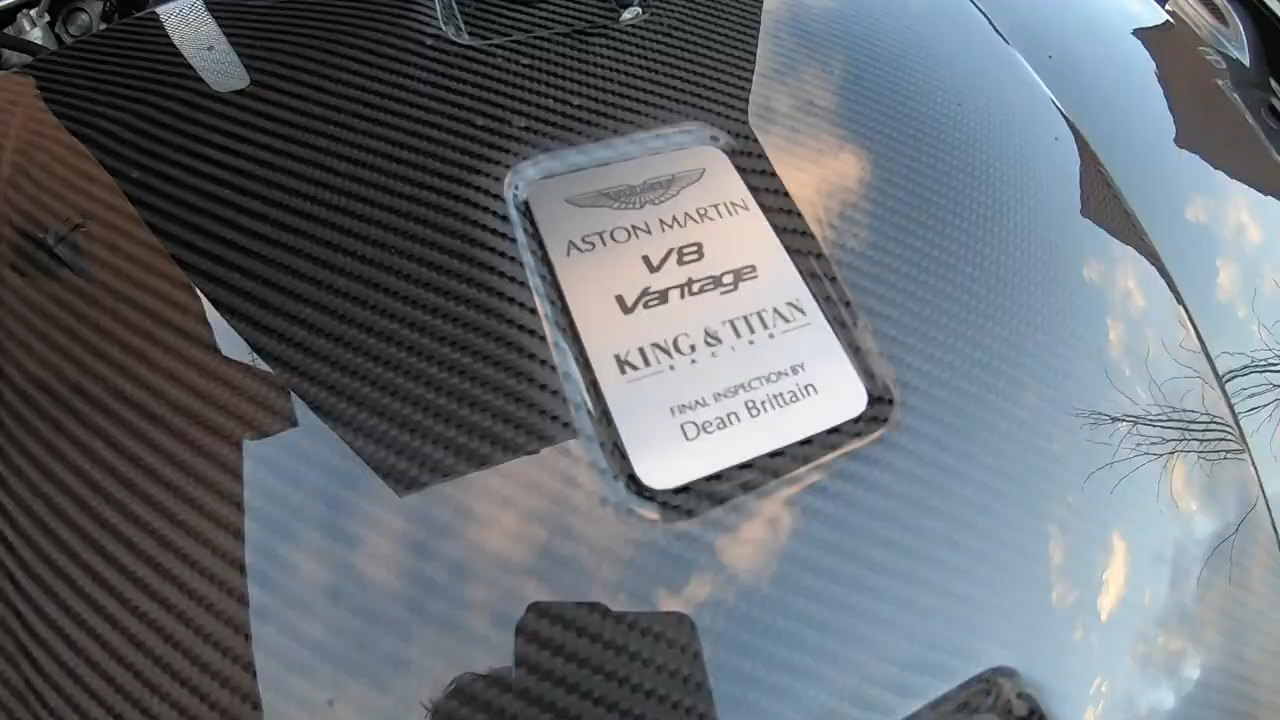 ASTON MARTIN
V8
Vantage
KING & TITAN
RACING
FINAL INSPECTION BY
Dean Brittain